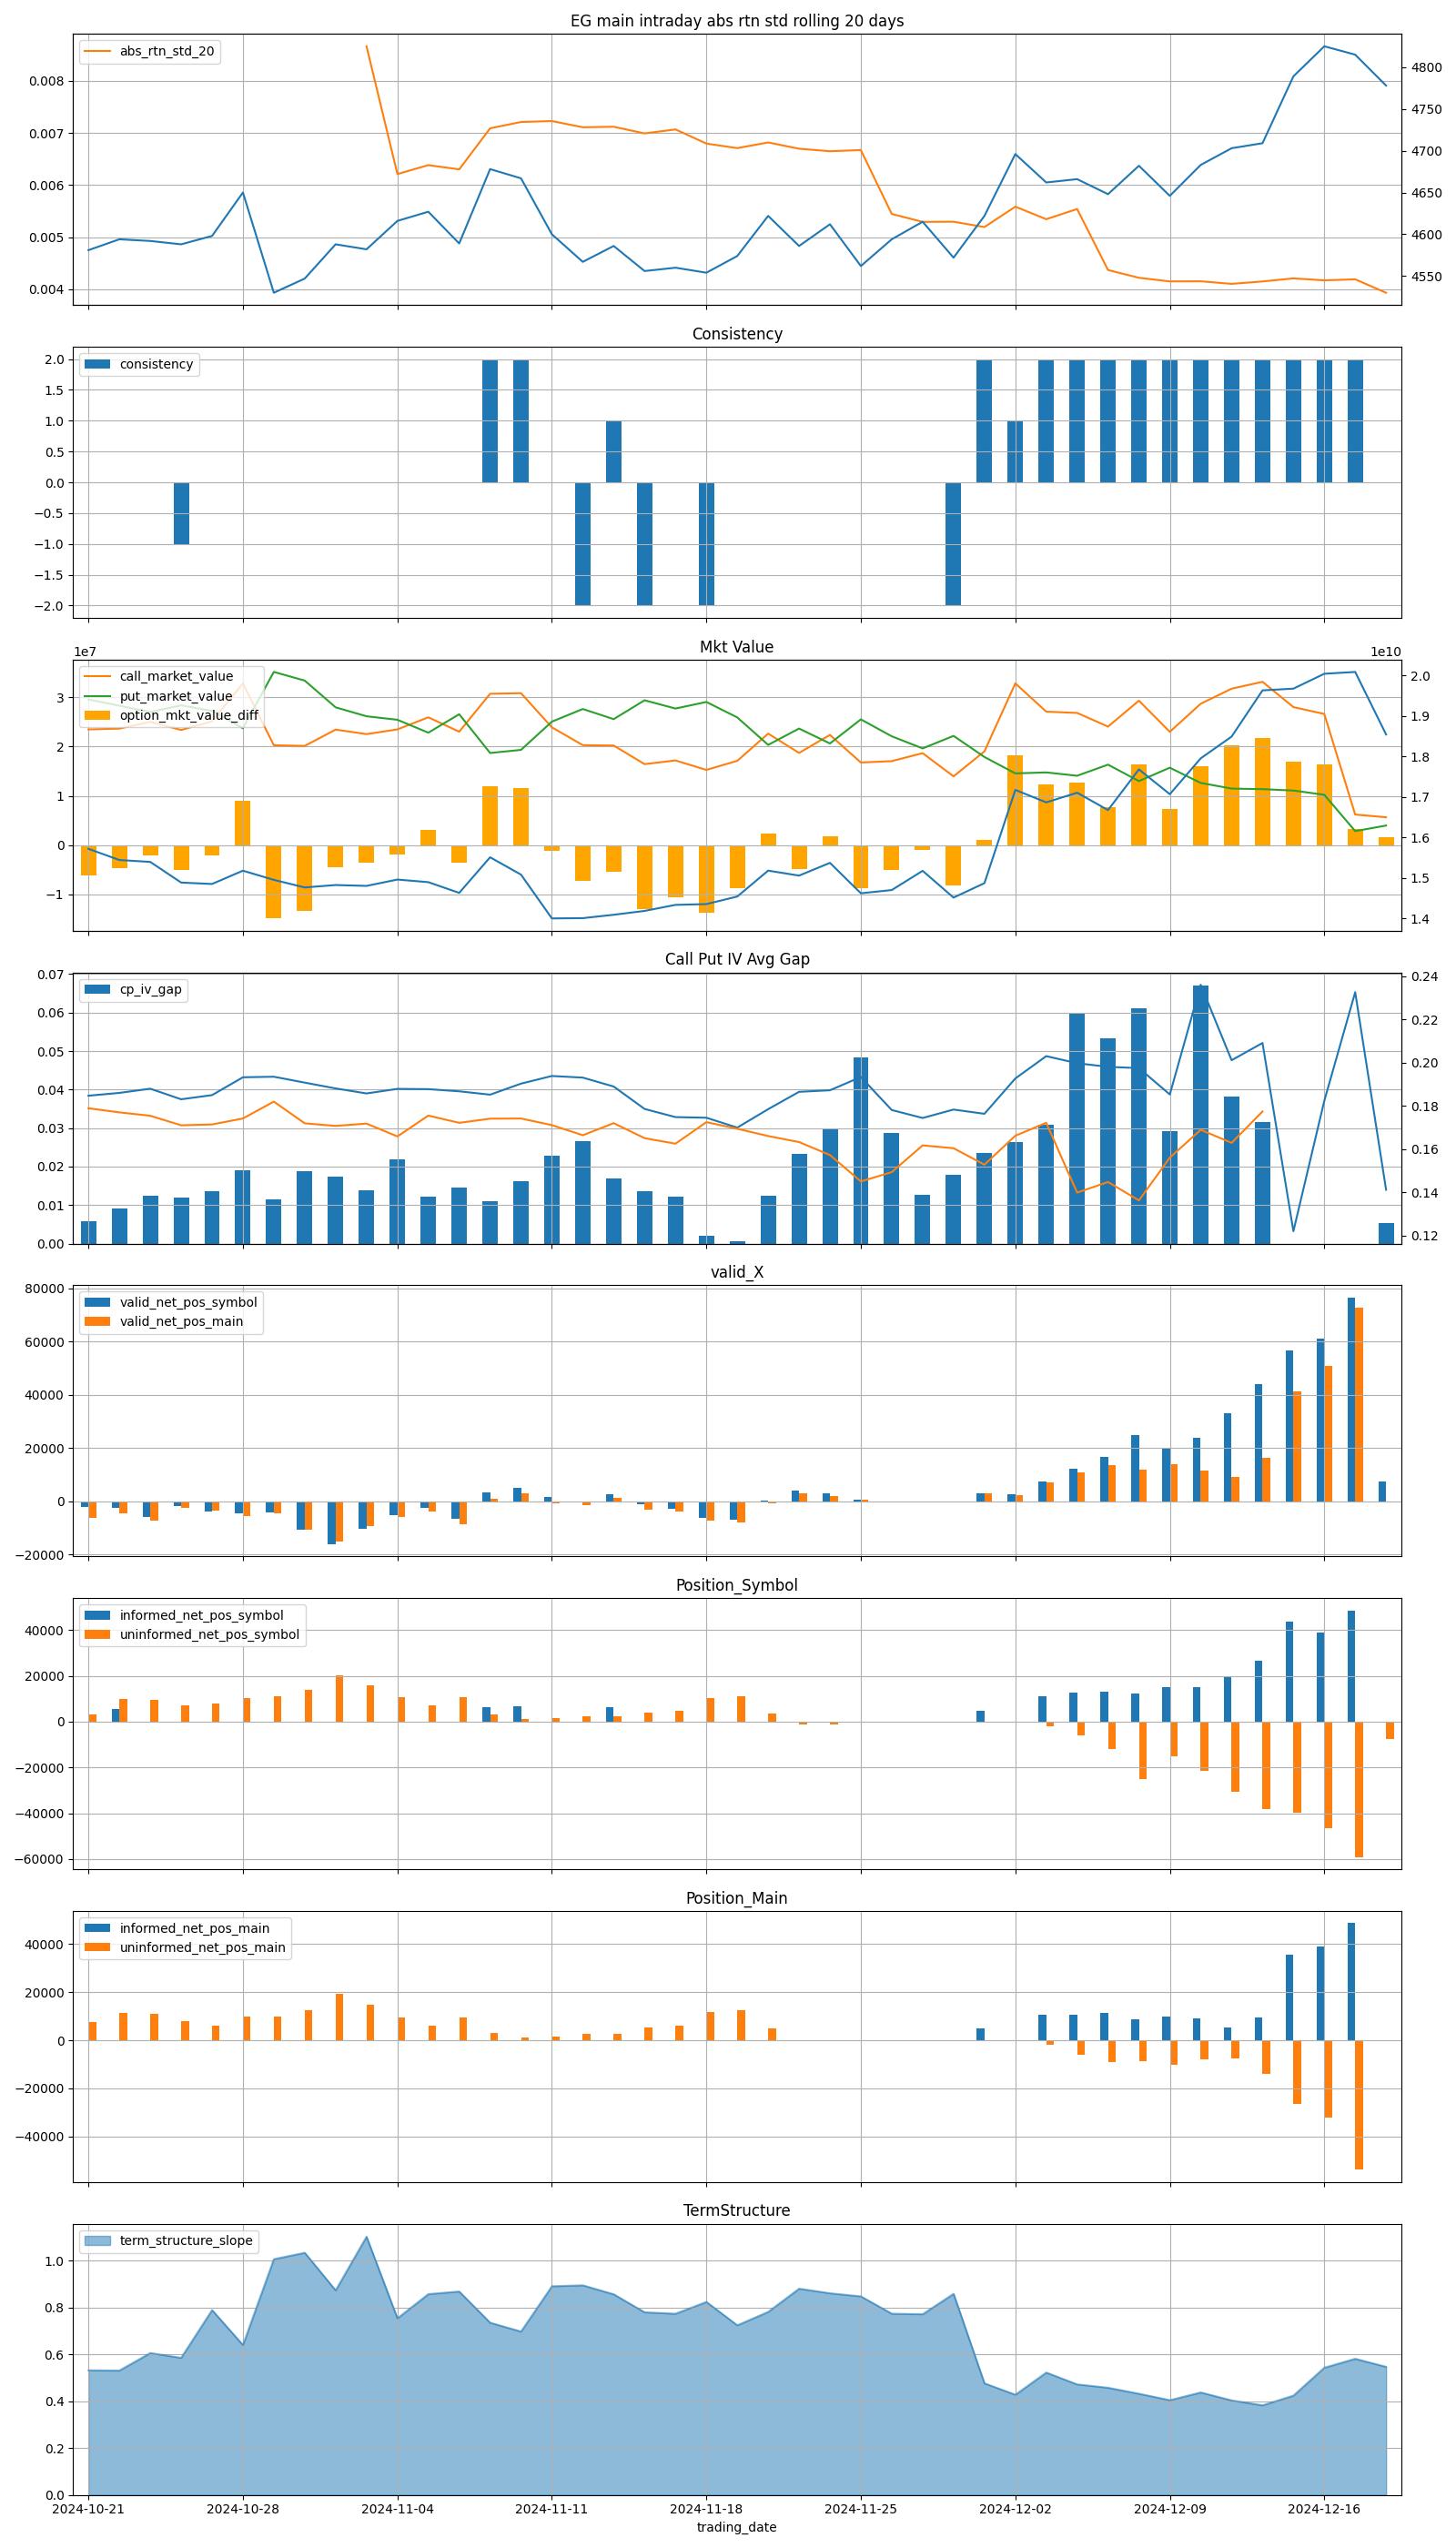 EG main intraday abs rtn std rolling 20 days
abs_rtn_std_20
0.008
0.007
0.006
0.005
0.004
4800
4750
4700
4650
4600
4550
Consistency
consistency
2.0
1.5
1.0
0.5
0.0
−0.5
−1.0
−1.5
−2.0
Mkt Value
1e7
1e10
call_market_value
put_market_value
option_mkt_value_diff
3
2
1
0
−1
2.0
1.9
1.8
1.7
1.6
1.5
1.4
Call Put IV Avg Gap
cp_iv_gap
0.07
0.06
0.05
0.04
0.03
0.02
0.01
0.00
0.24
0.22
0.20
0.18
0.16
0.14
0.12
valid_X
valid_net_pos_symbol
valid_net_pos_main
80000
60000
40000
20000
0
−20000
Position_Symbol
informed_net_pos_symbol
uninformed_net_pos_symbol
40000
20000
0
−20000
−40000
−60000
Position_Main
informed_net_pos_main
uninformed_net_pos_main
40000
20000
0
−20000
−40000
TermStructure
term_structure_slope
1.0
0.8
0.6
0.4
0.2
0.0
2024-10-21 2024-10-28 2024-11-04 2024-11-11 2024-11-18 2024-11-25 2024-12-02 2024-12-09 2024-12-16
trading_date